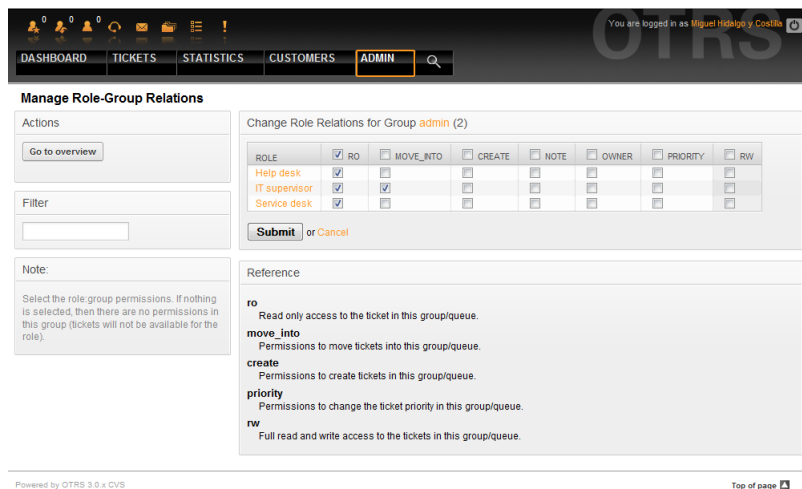 0 0 0
OTRS
You are logged in as Miguel Hidalgo y Costilla
DASHBOARD TICKETS STATISTICS CUSTOMERS ADMIN
Manage Role-Group Relations
Actions
Go to overview
Filter
Note:
Select the role:group permissions. If nothing
is selected, then there are no permissions in
this group (tickets will not be available for the
role).
Change Role Relations for Group admin (2)
ROLE RO MOVE_INTO CREATE NOTE OWNER PRIORITY RW
Help desk
IT supervisor
Service desk
Submit or Cancel
Reference
ro
Read only access to the ticket in this group/queue.
move_into
Permissions to move tickets into this group/queue.
create
Permissions to create tickets in this group/queue.
priority
Permissions to change the ticket priority in this group/queue.
rw
Full read and write access to the tickets in this group/queue.
Powered by OTRS 3.0.x CVS
Top of page